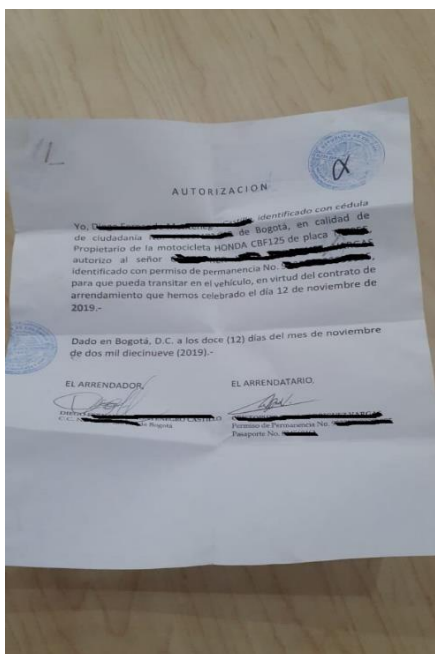 AUTORIZACION
Yo, identificado con cédula
de ciudadanía de Bogotá, en calidad de
Propietario de la motocicleta HONDA CBF125 de placa
autorizo al señor
identificado con permiso de permanencia No.
para que pueda transitar en el vehículo, en virtud del contrato de
arrendamiento que hemos celebrado el día 12 de noviembre de
2019.-
Dado en Bogotá, D.C. a los doce (12) días del mes de noviembre
de dos mil diecinueve (2019).-
EL ARRENDADOR, EL ARRENDATARIO,
C.C. de Bogotá
Permiso de Permanencia No.
Pasaporte No.